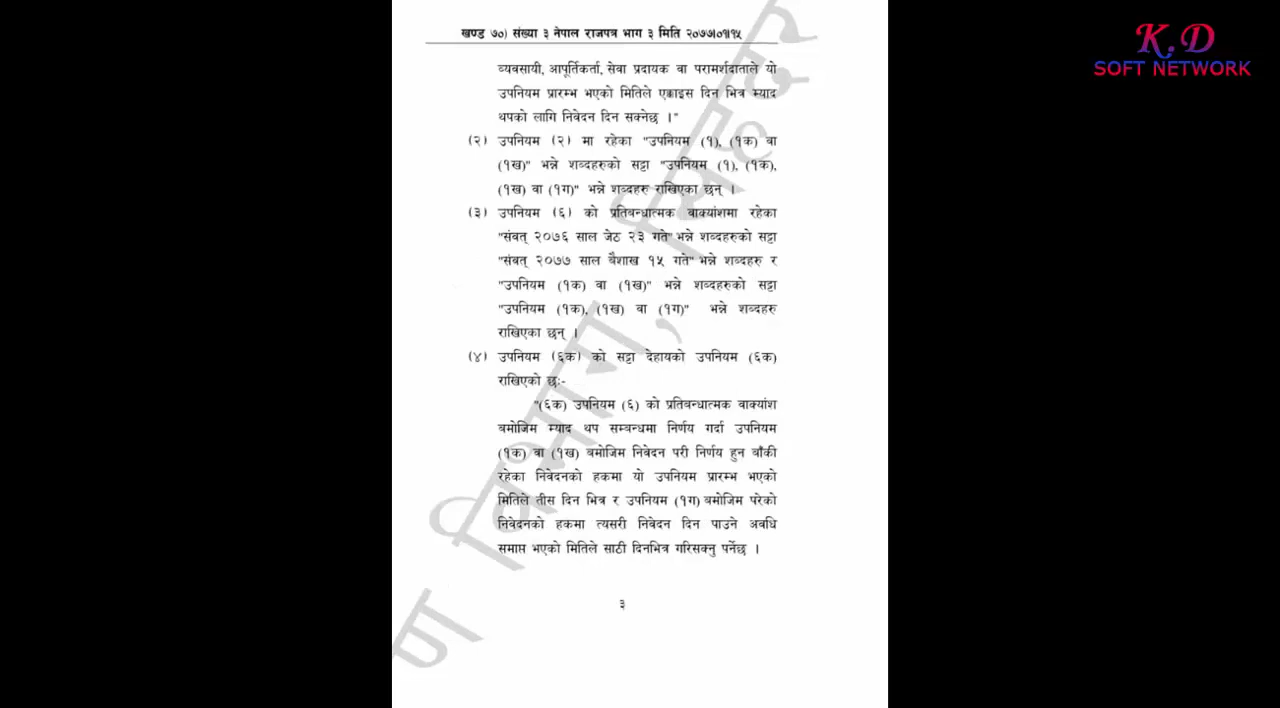 खण्ड ७०) संख्या ३ नेपाल राजपत्र भाग ३ मिति २०७७।०१।१५
K.D
SOFT NETWORK
व्यवसायी, आपूर्तिकर्ता, सेवा प्रदायक वा परामर्शदाताले यो
उपनियम प्रारम्भ भएको मितिले एक्काइस दिन भित्र म्याद
थपको लागि निवेदन दिन सक्नेछ ।"
(२) उपनियम (२) मा रहेका "उपनियम (१), (१क) वा
(१ख)" भन्ने शब्दहरुको सट्टा "उपनियम (१), (१क),
(१ख) वा (१ग)" भन्ने शब्दहरु राखिएका छन् ।
(३) उपनियम (६) को प्रतिबन्धात्मक वाक्यांशमा रहेका
"संवत् २०७६ साल जेठ २३ गते" भन्ने शब्दहरुको सट्टा
"संवत् २०७७ साल बैशाख १५ गते" भन्ने शब्दहरु र
"उपनियम (१क) वा (१ख)" भन्ने शब्दहरुको सट्टा
"उपनियम (१क), (१ख) वा (१ग)" भन्ने शब्दहरु
राखिएका छन् ।
(४) उपनियम (६क) को सट्टा देहायको उपनियम (६क)
राखिएको छः-
"(६क) उपनियम (६) को प्रतिबन्धात्मक वाक्यांश
बमोजिम म्याद थप सम्बन्धमा निर्णय गर्दा उपनियम
(१क) वा (१ख) बमोजिम निवेदन परी निर्णय हुन बाँकी
रहेका निवेदनको हकमा यो उपनियम प्रारम्भ भएको
मितिले तीस दिन भित्र र उपनियम (१ग) बमोजिम परेको
निवेदनको हकमा त्यसरी निवेदन दिन पाउने अवधि
समाप्त भएको मितिले साठी दिनभित्र गरिसक्नु पर्नेछ ।
३
ण विभाग, सिंहदर